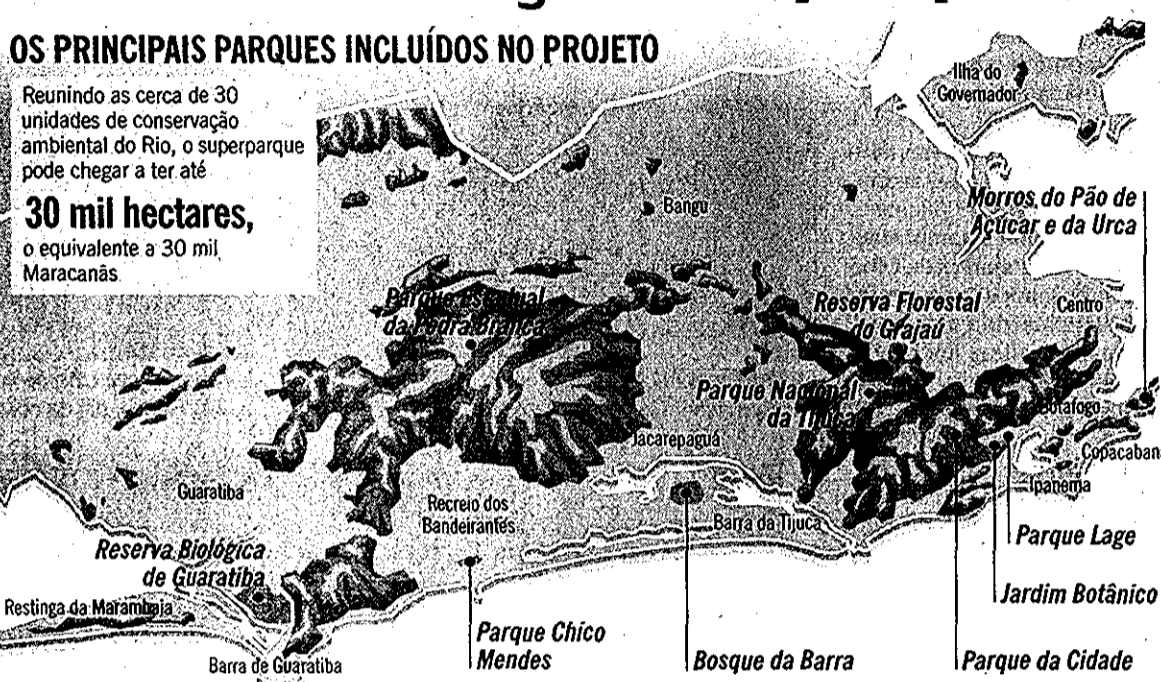 OS PRINCIPAIS PARQUES INCLUÍDOS NO PROJETO
Reunindo as cerca de 30
unidades de conservação
ambiental do Rio, o superparque
pode chegar a ter até
30 mil hectares,
o equivalente a 30 mil
Maracanãs
Ilha do
Governador
Bangu
Morros do Pão de
Açúcar e da Urca
Parque Estadual
da Pedra Branca
Reserva Florestal
do Grajaú
Centro
Parque Nacional
da Tijuca
Botafogo
Jacarepaguá
Copacaban
Guaratiba
Ipanema
Recreio dos
Bandeirantes
Barra da Tijuca
Reserva Biológica
de Guaratiba
Parque Lage
Restinga da Marambaia
Jardim Botânico
Parque Chico
Mendes
Barra de Guaratiba
Bosque da Barra
Parque da Cidade